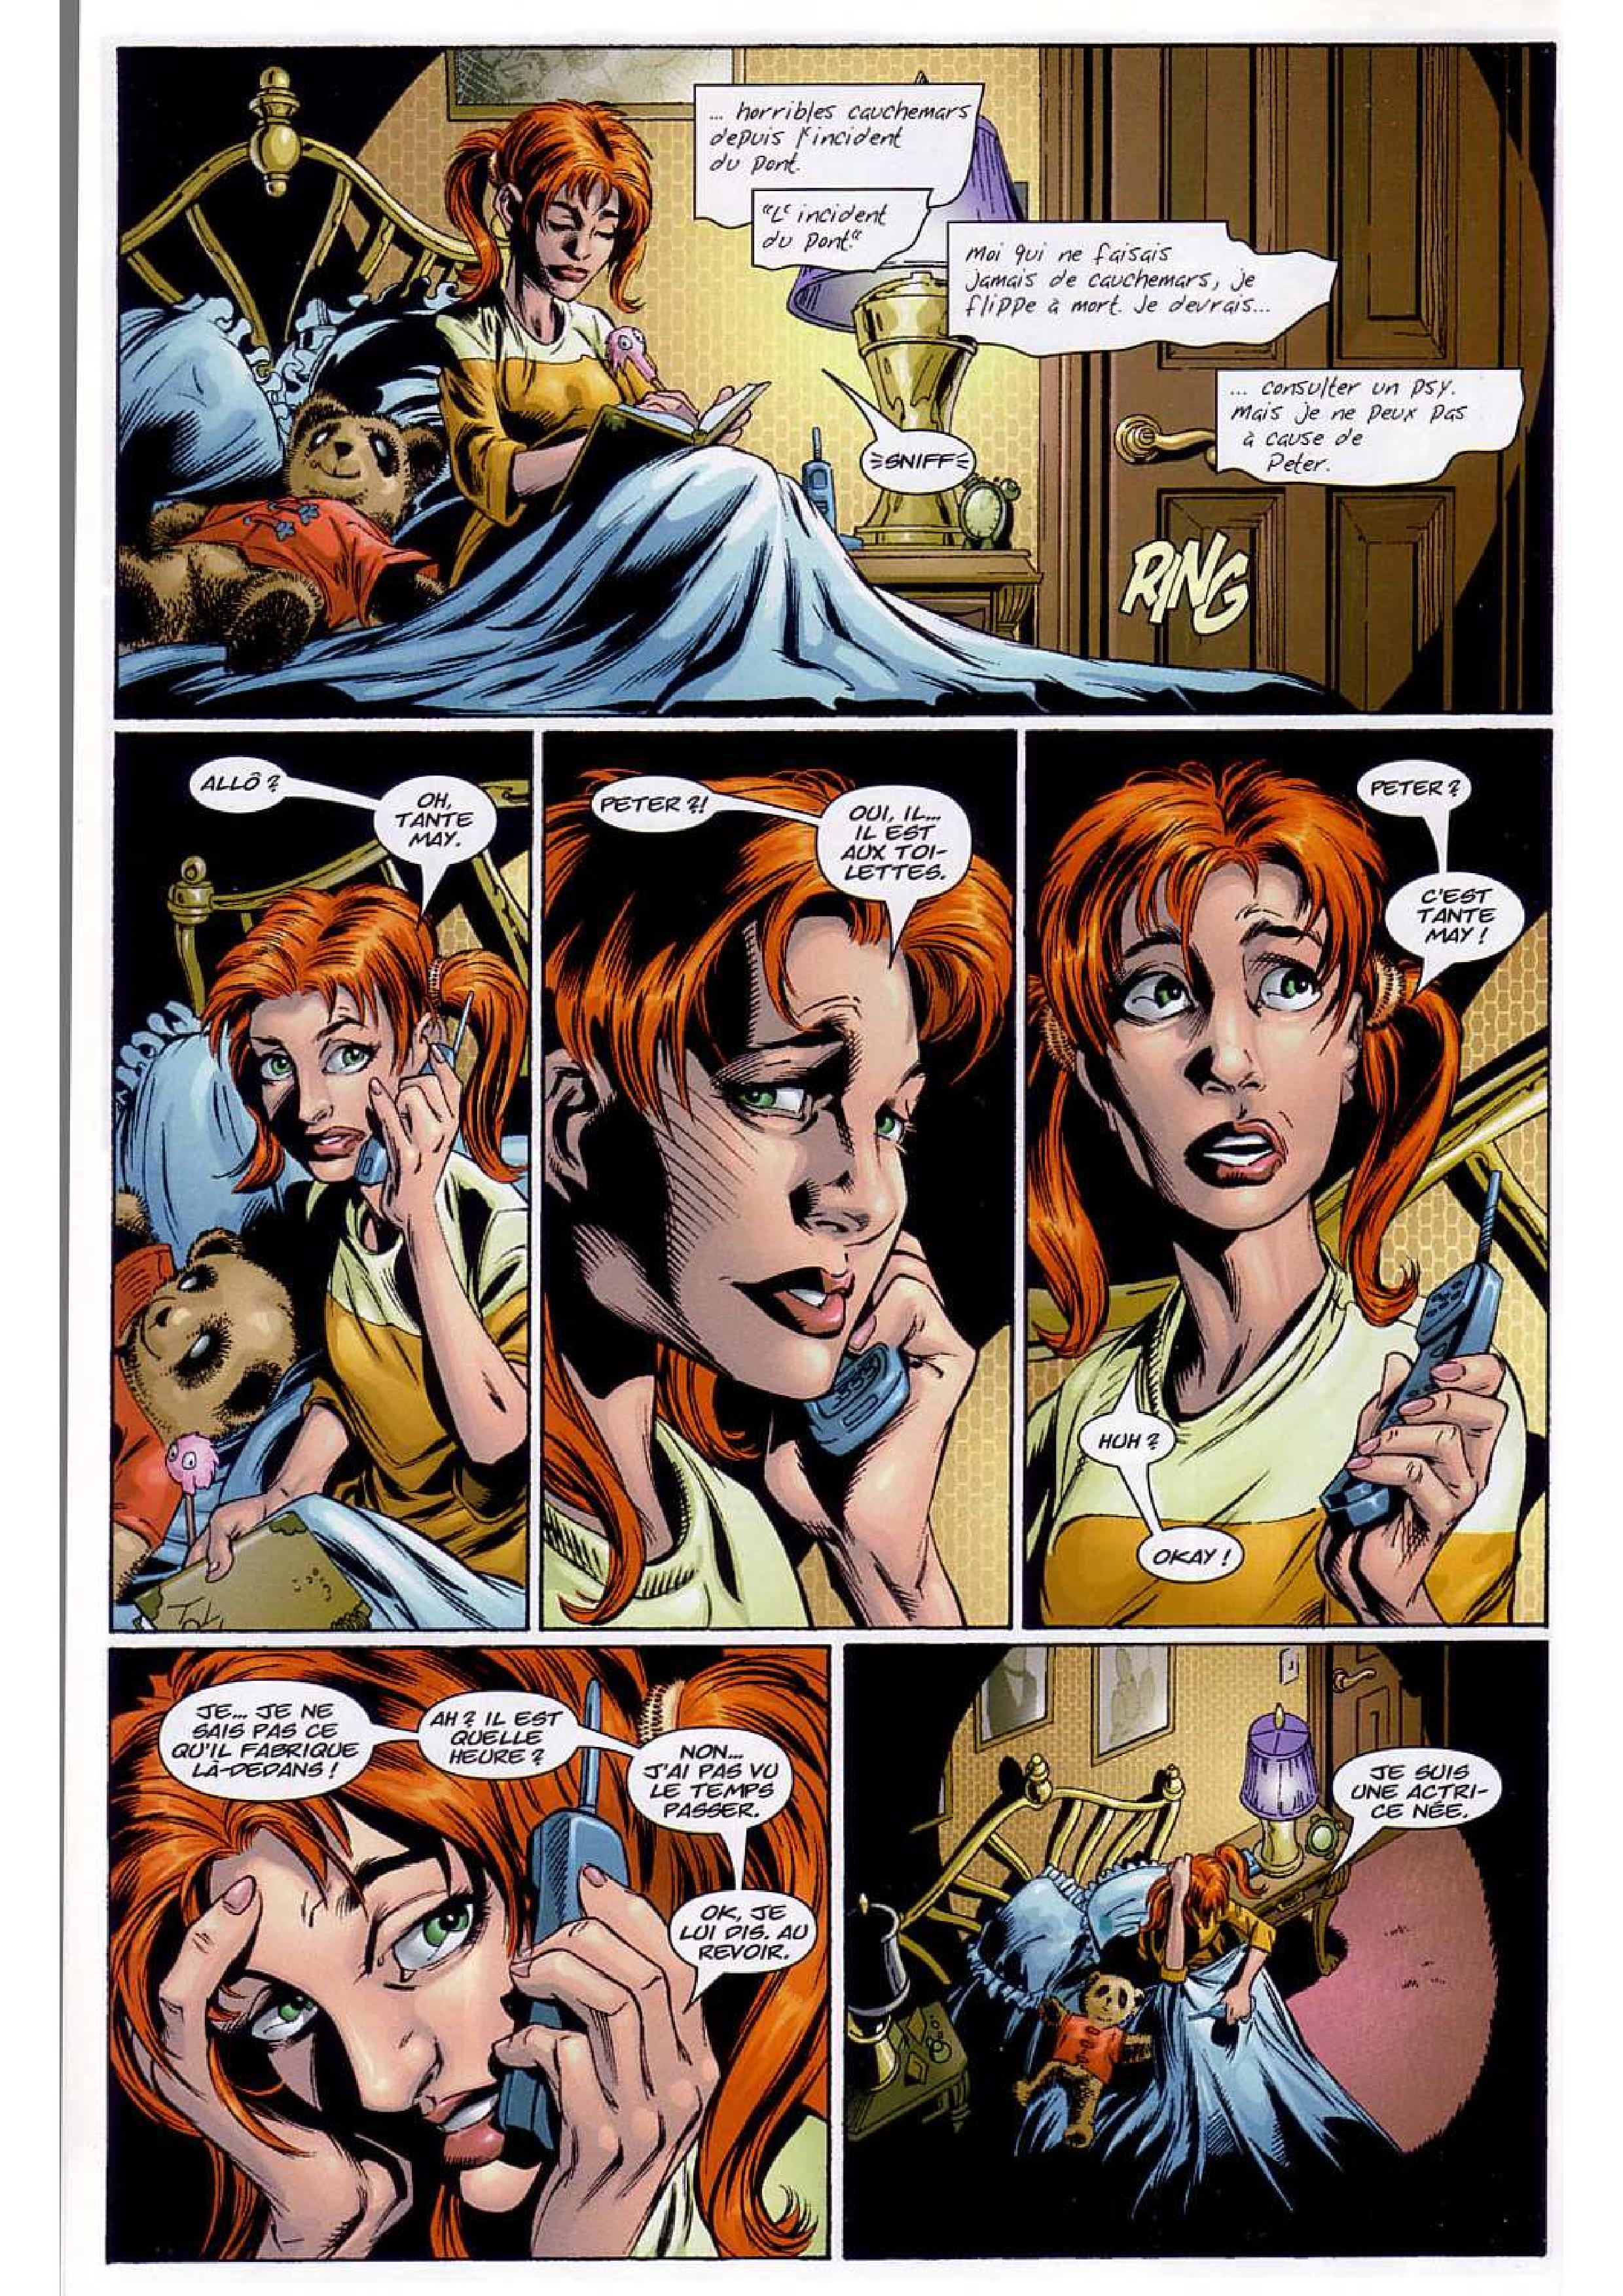 ... horribles cauchemars
depuis l'incident
du pont.
"L'incident
du pont."
Moi qui ne faisais
jamais de cauchemars, je
flippe à mort. Je devrais...
... consulter un psy.
Mais je ne peux pas
à cause de
Peter.
SNIFF
RING
ALLÔ ?
OH,
TANTE
MAY.
PETER ?!
OUI, IL...
IL EST
AUX TOI-
LETTES.
PETER ?
C'EST
TANTE
MAY !
HUH ?
OKAY !
JE... JE NE
SAIS PAS CE
QU'IL FABRIQUE
LÀ-DEDANS !
AH ? IL EST
QUELLE
HEURE ?
NON...
J'AI PAS VU
LE TEMPS
PASSER.
OK, JE
LUI DIS. AU
REVOIR.
JE SUIS
UNE ACTRI-
CE NÉE.